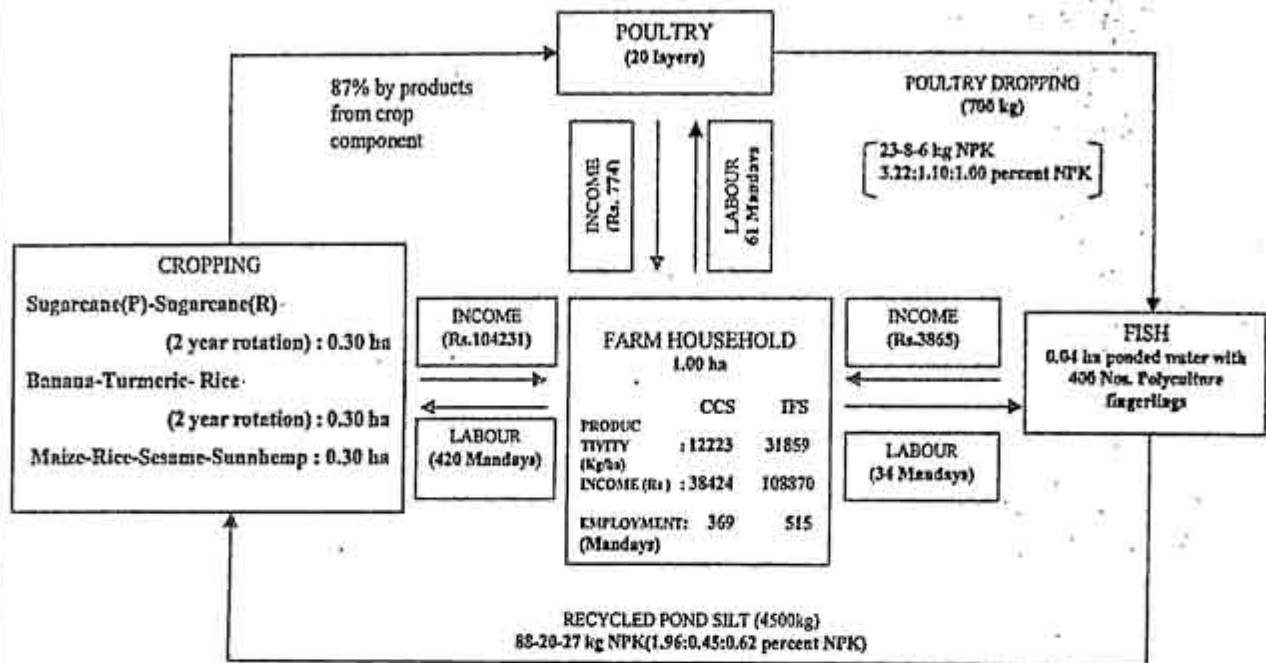 POULTRY
(20 layers)
87% by products
from crop
component
POULTRY DROPPING
(700 kg)
23-8-6 kg NPK
3.22:1.10:1.00 percent NPK
INCOME
(Rs. 774)
LABOUR
61 Mandays
CROPPING
Sugarcane(P)-Sugarcane(R)
(2 year rotation) : 0.30 ha
Banana-Turmeric- Rice
(2 year rotation) : 0.30 ha
Maize-Rice-Sesame-Sunnhemp : 0.30 ha
INCOME
(Rs.104231)
LABOUR
(420 Mandays)
FARM HOUSEHOLD
1.00 ha
CCS IFS
PRODUC
TIVITY : 12223 31859
(Kg/ha)
INCOME (Rs) : 38424 108870
EMPLOYMENT: 369 515
(Mandays)
INCOME
(Rs.3865)
LABOUR
(34 Mandays)
FISH
0.04 ha ponded water with
400 Nos. Polyculture
fingerlings
RECYCLED POND SILT (4500kg)
88-20-27 kg NPK(1.96:0.45:0.62 percent NPK)